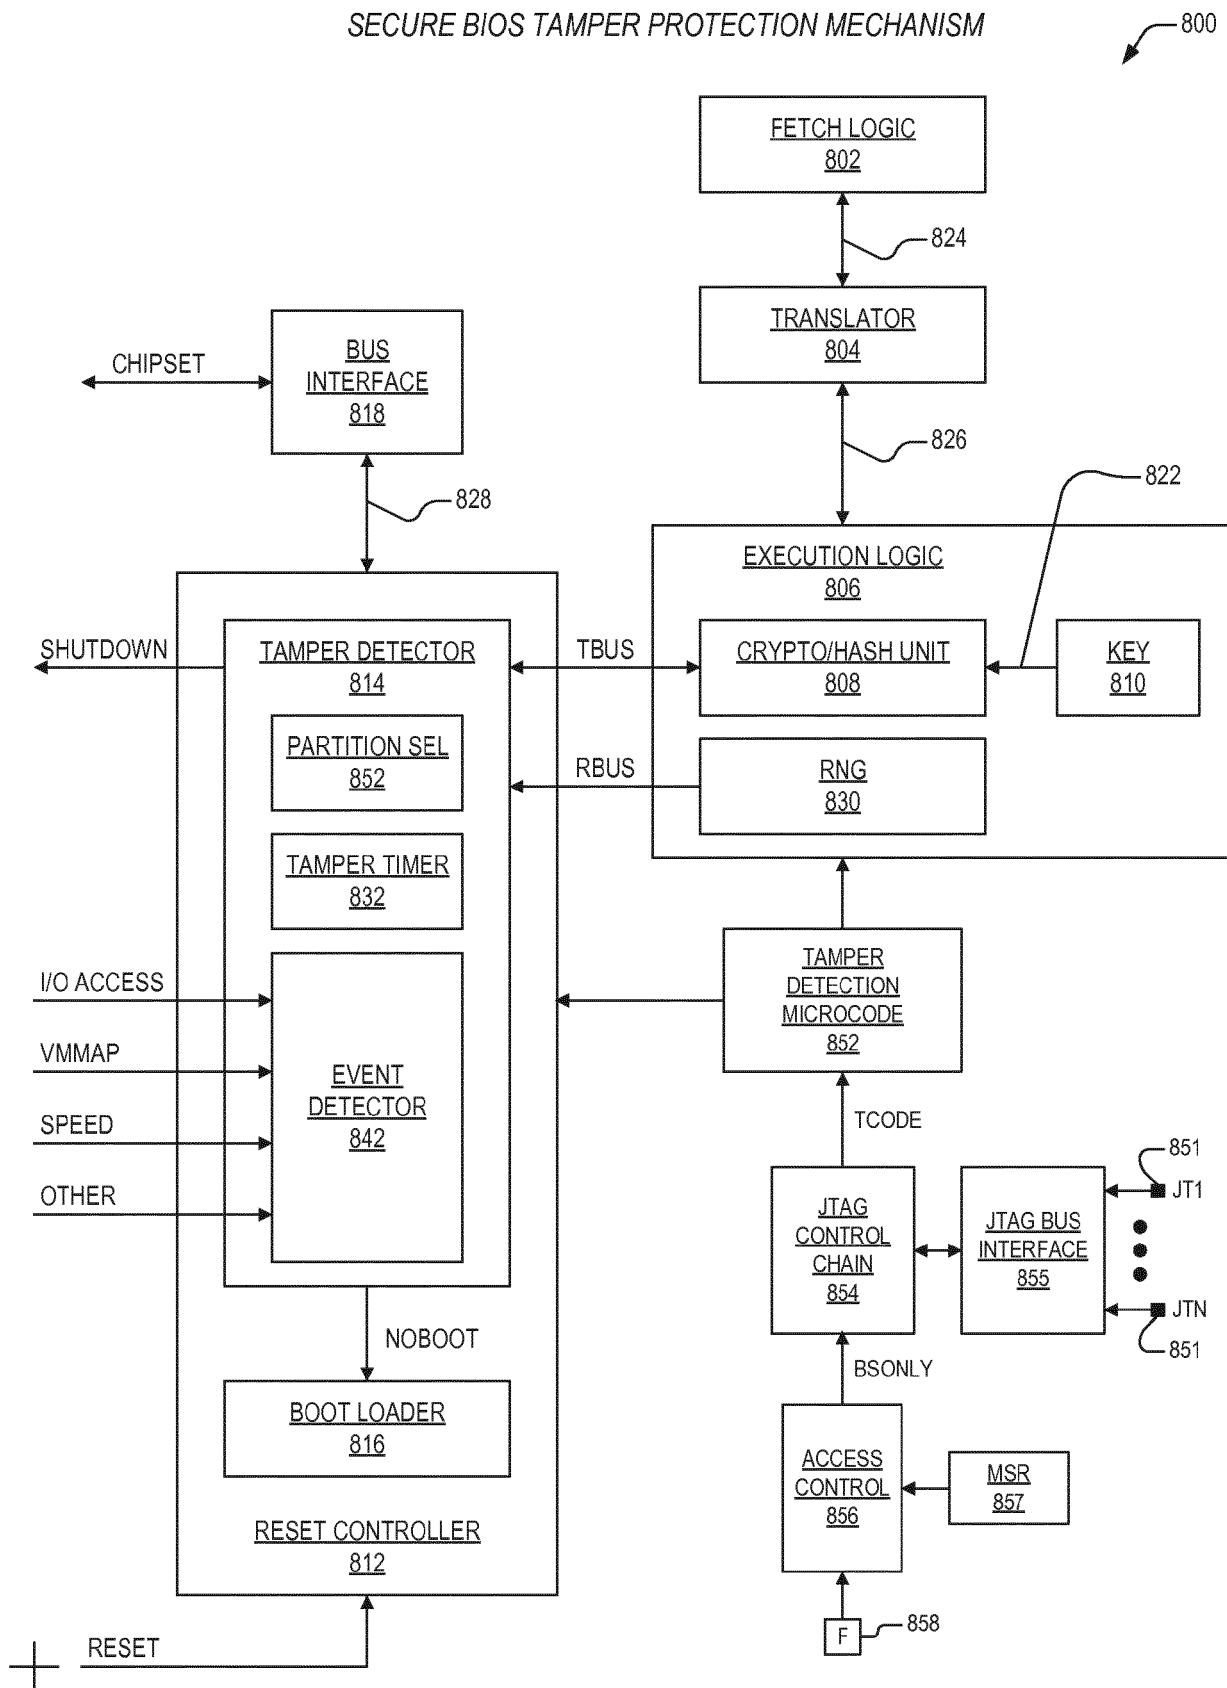 SECURE BIOS TAMPER PROTECTION MECHANISM
800
FETCH LOGIC
802
824
TRANSLATOR
804
BUS
INTERFACE
818
CHIPSET
826
822
828
EXECUTION LOGIC
806
SHUTDOWN
TAMPER DETECTOR
814
TBUS
CRYPTO/HASH UNIT
808
KEY
810
PARTITION SEL
852
RBUS
RNG
830
TAMPER TIMER
832
I/O ACCESS
VMMAP
SPEED
OTHER
EVENT
DETECTOR
842
TAMPER
DETECTION
MICROCODE
852
TCODE
JTAG
CONTROL
CHAIN
854
JTAG BUS
INTERFACE
855
851
JT1
JTN
851
NOBOOT
BSONLY
BOOT LOADER
816
ACCESS
CONTROL
856
MSR
857
RESET CONTROLLER
812
F
858
RESET